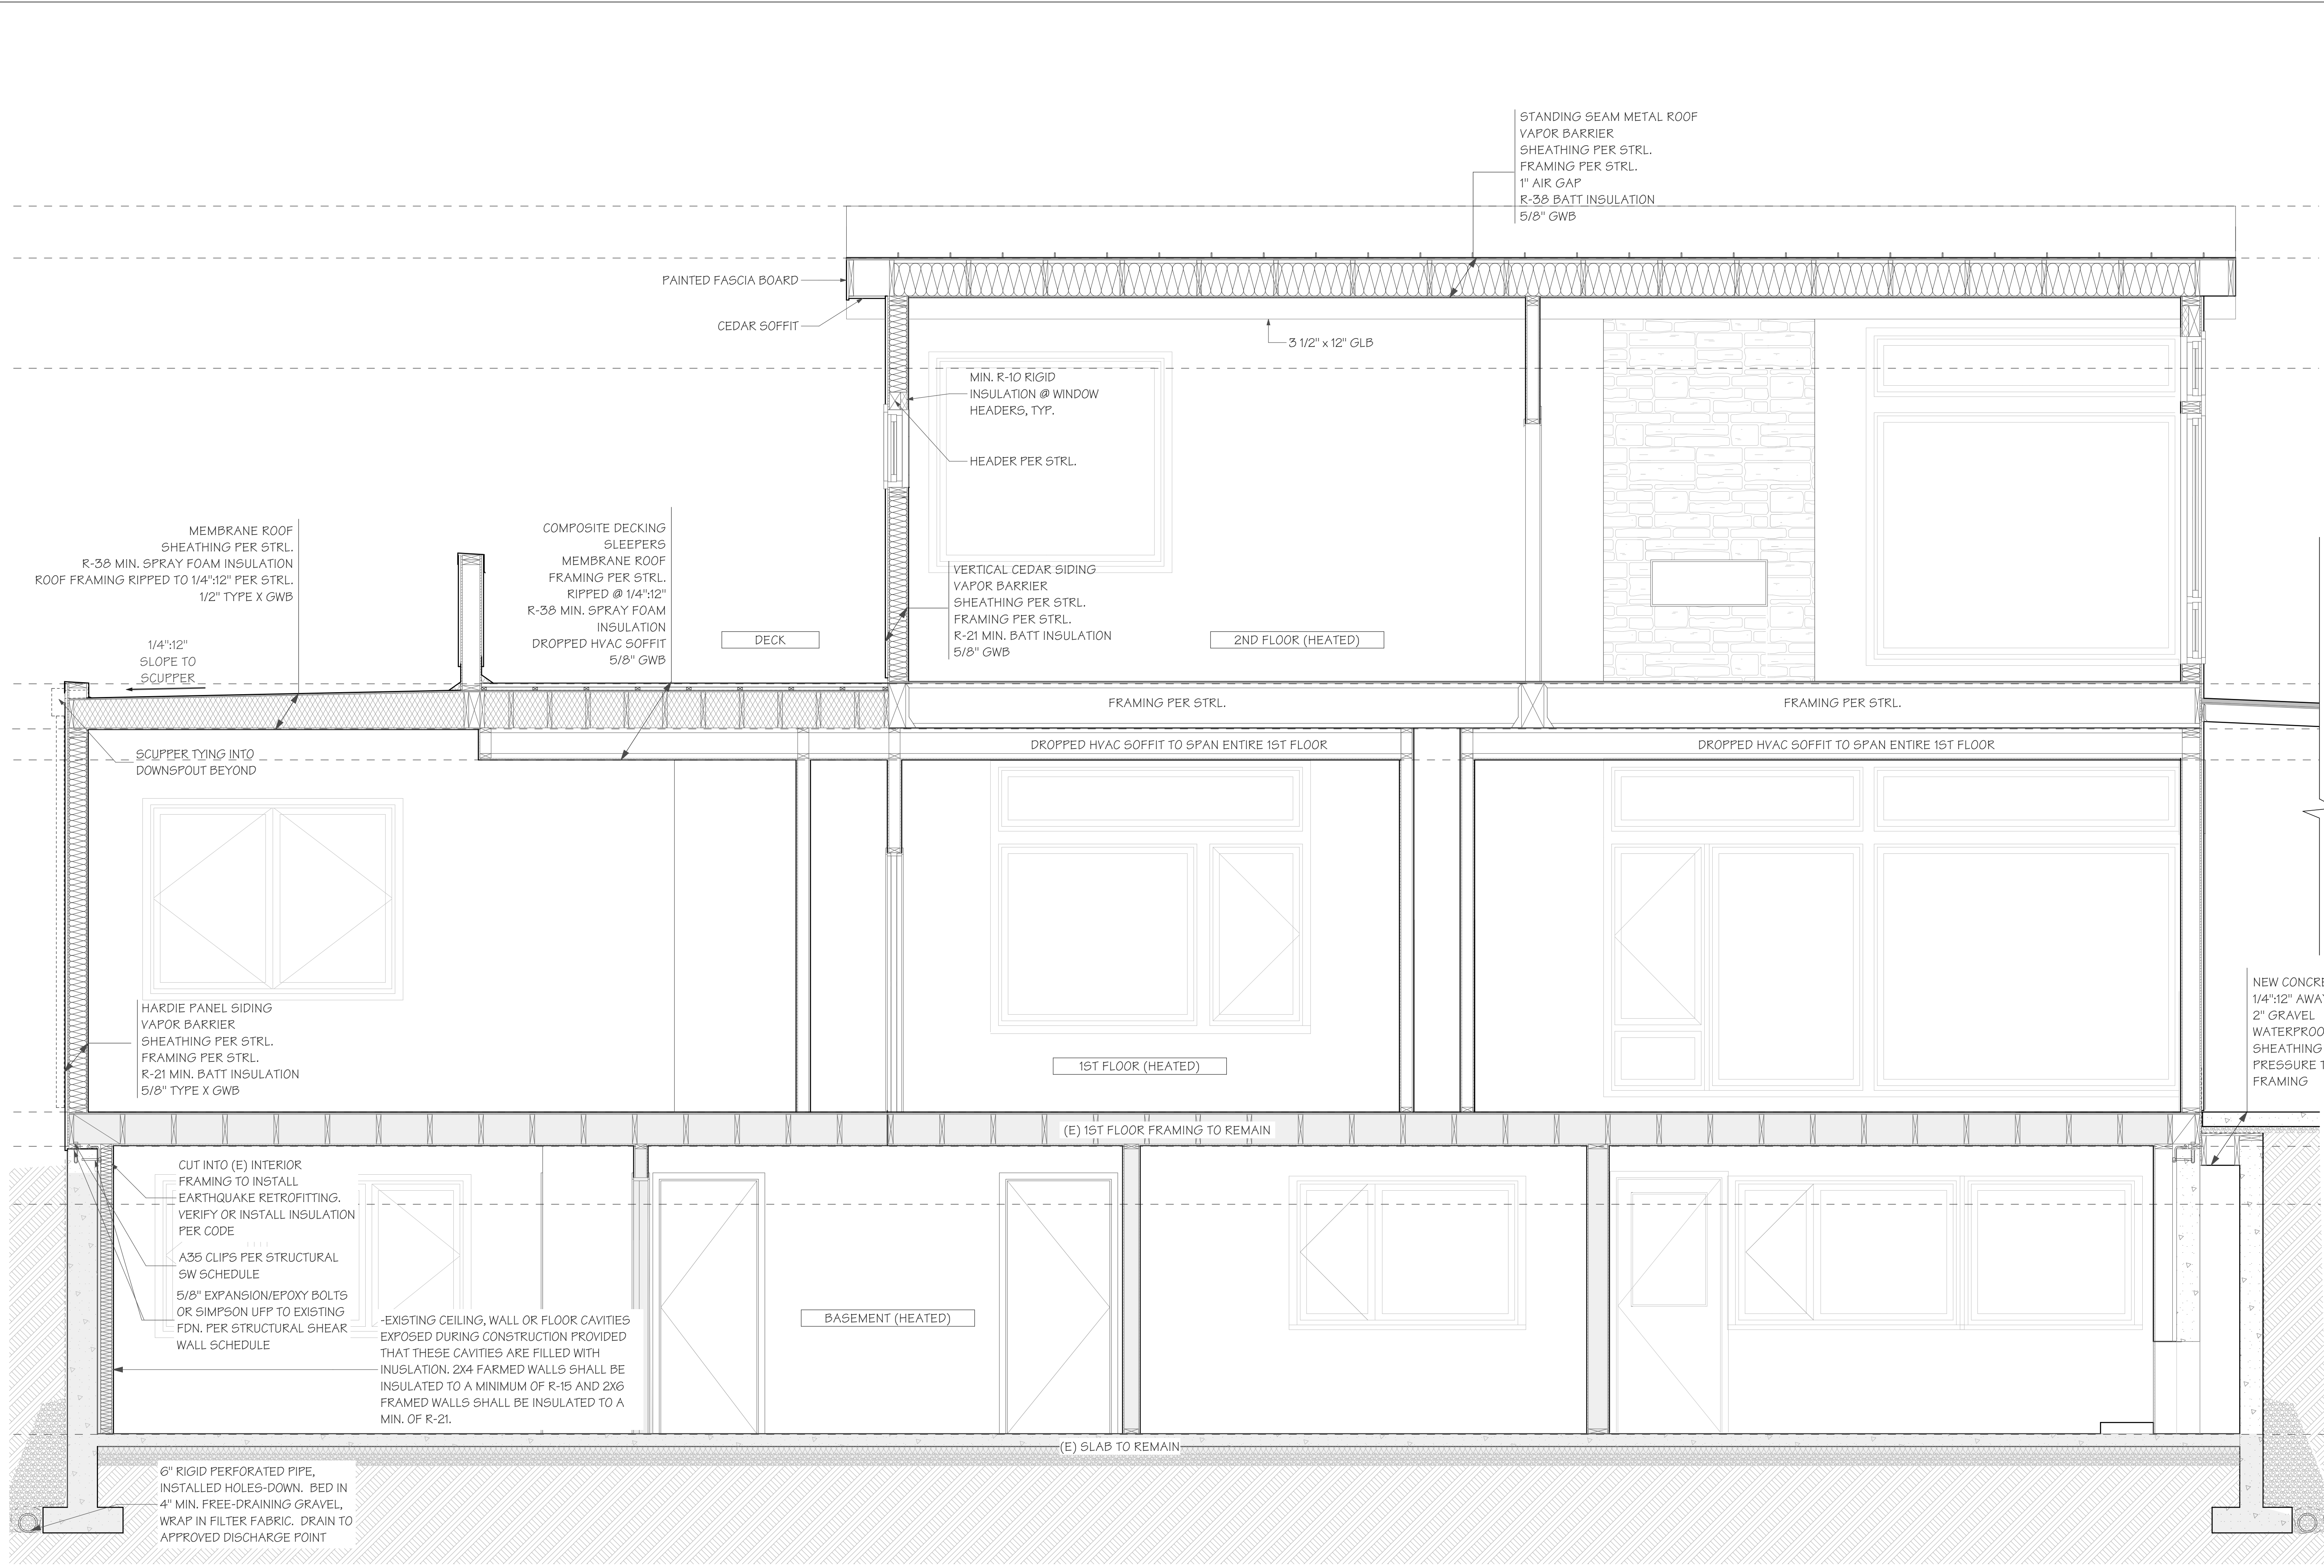 STANDING SEAM METAL ROOF
VAPOR BARRIER
SHEATHING PER STRL.
FRAMING PER STRL.
1" AIR GAP
R-38 BATT INSULATION
5/8" GWB
PAINTED FASCIA BOARD
CEDAR SOFFIT
3 1/2" x 12" GLB
MIN. R-10 RIGID
INSULATION @ WINDOW
HEADERS, TYP.
HEADER PER STRL.
MEMBRANE ROOF
SHEATHING PER STRL.
R-38 MIN. SPRAY FOAM INSULATION
ROOF FRAMING RIPPED TO 1/4":12" PER STRL.
1/2" TYPE X GWB
1/4":12"
SLOPE TO
SCUPPER
COMPOSITE DECKING
SLEEPERS
MEMBRANE ROOF
FRAMING PER STRL.
RIPPED @ 1/4":12"
R-38 MIN. SPRAY FOAM
INSULATION
DROPPED HVAC SOFFIT
5/8" GWB
DECK
VERTICAL CEDAR SIDING
VAPOR BARRIER
SHEATHING PER STRL.
FRAMING PER STRL.
R-21 MIN. BATT INSULATION
5/8" GWB
2ND FLOOR (HEATED)
FRAMING PER STRL.
FRAMING PER STRL.
DROPPED HVAC SOFFIT TO SPAN ENTIRE 1ST FLOOR
DROPPED HVAC SOFFIT TO SPAN ENTIRE 1ST FLOOR
SCUPPER TYING INTO
DOWNSPOUT BEYOND
HARDIE PANEL SIDING
VAPOR BARRIER
SHEATHING PER STRL.
FRAMING PER STRL.
R-21 MIN. BATT INSULATION
5/8" TYPE X GWB
1ST FLOOR (HEATED)
NEW CONCRE
1/4":12" AWA
2" GRAVEL
WATERPROO
SHEATHING
PRESSURE T
FRAMING
(E) 1ST FLOOR FRAMING TO REMAIN
CUT INTO (E) INTERIOR
FRAMING TO INSTALL
EARTHQUAKE RETROFITTING.
VERIFY OR INSTALL INSULATION
PER CODE
A35 CLIPS PER STRUCTURAL
SW SCHEDULE
5/8" EXPANSION/EPOXY BOLTS
OR SIMPSON UFP TO EXISTING
FDN. PER STRUCTURAL SHEAR
WALL SCHEDULE
-EXISTING CEILING, WALL OR FLOOR CAVITIES
EXPOSED DURING CONSTRUCTION PROVIDED
THAT THESE CAVITIES ARE FILLED WITH
INUSLATION. 2X4 FARMED WALLS SHALL BE
INSULATED TO A MINIMUM OF R-15 AND 2X6
FRAMED WALLS SHALL BE INSULATED TO A
MIN. OF R-21.
BASEMENT (HEATED)
(E) SLAB TO REMAIN
6" RIGID PERFORATED PIPE,
INSTALLED HOLES-DOWN. BED IN
4" MIN. FREE-DRAINING GRAVEL,
WRAP IN FILTER FABRIC. DRAIN TO
APPROVED DISCHARGE POINT